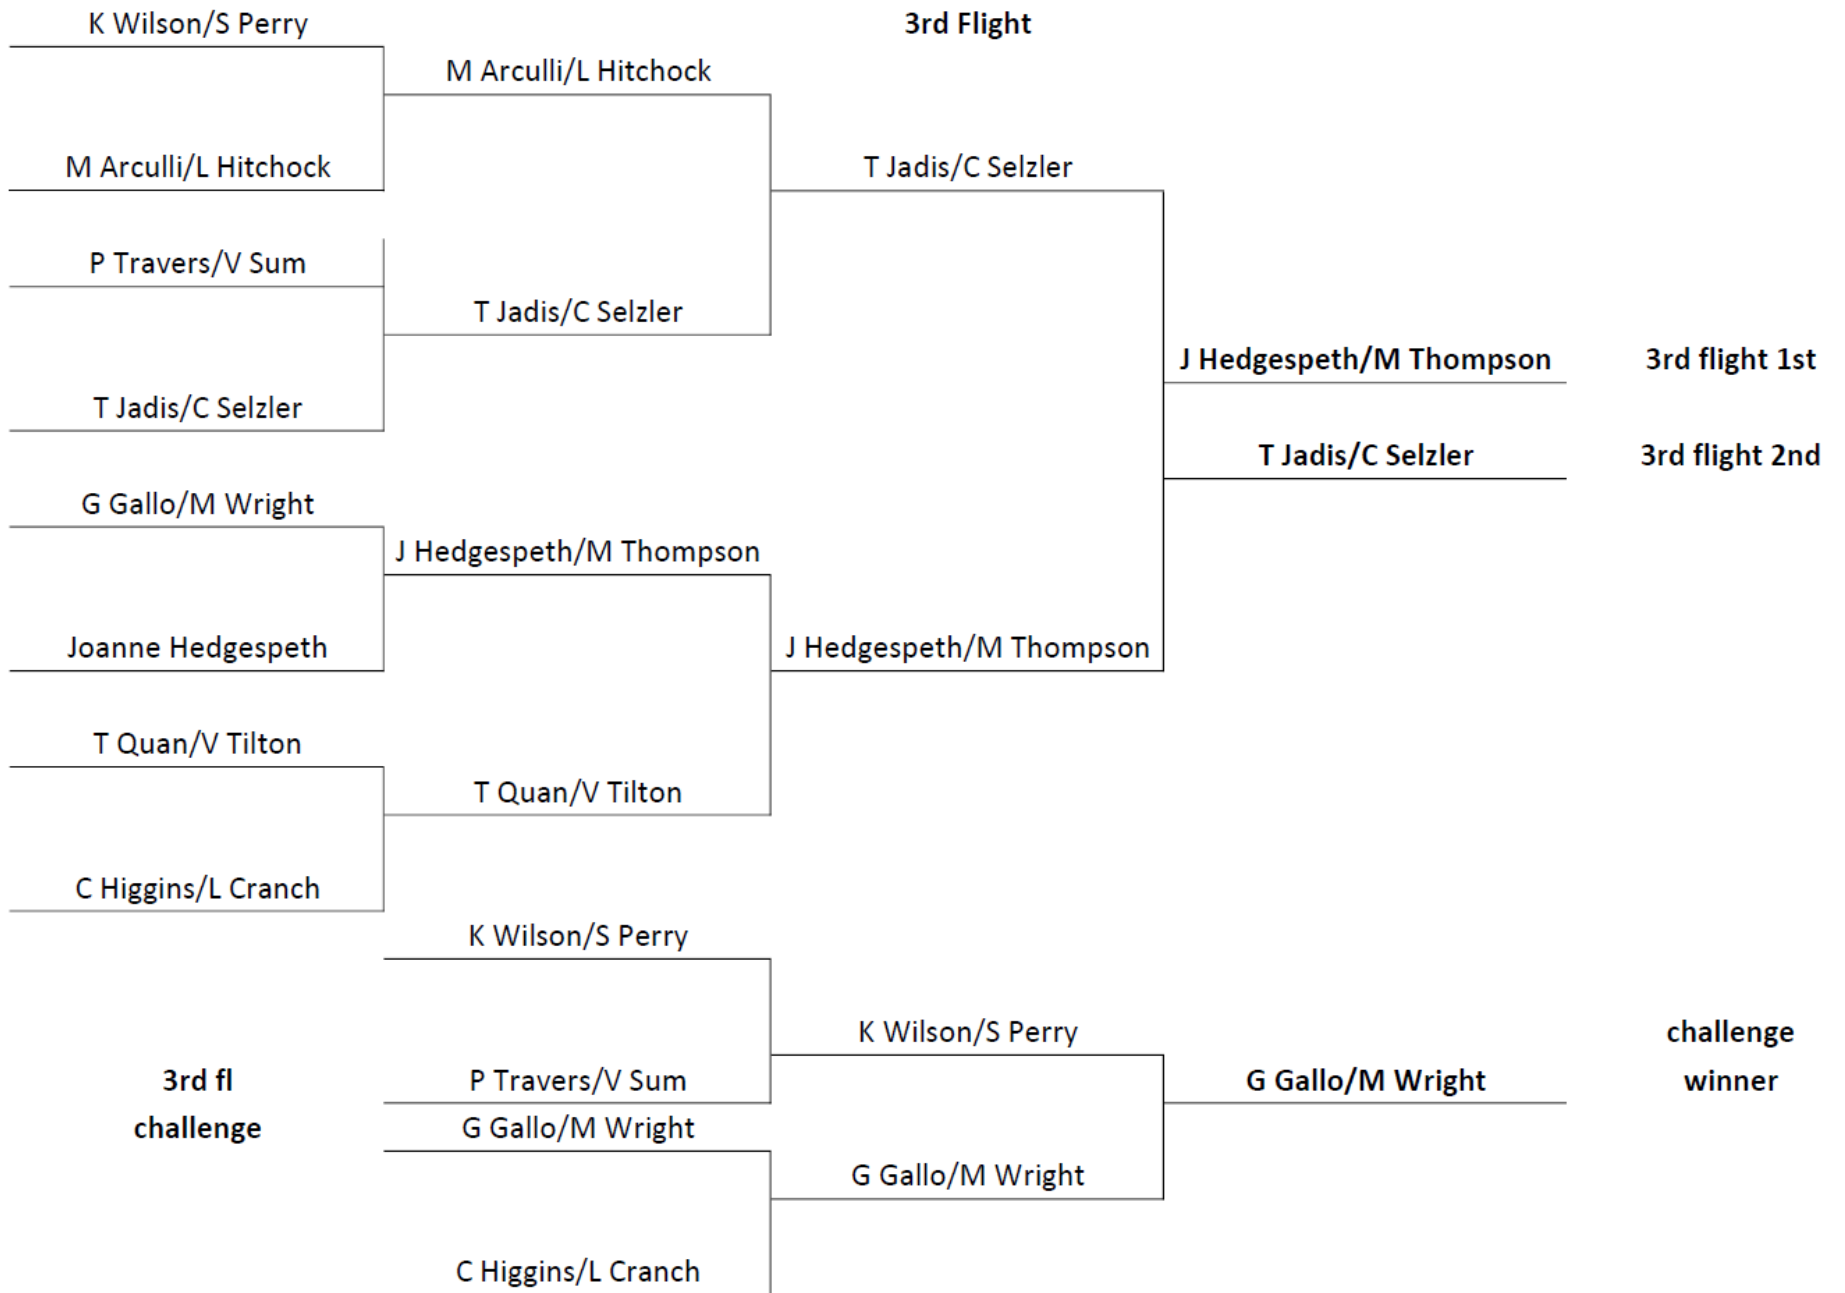 K Wilson/S Perry
3rd Flight
M Arculli/L Hitchock
M Arculli/L Hitchock
T Jadis/C Selzler
P Travers/V Sum
T Jadis/C Selzler
J Hedgespeth/M Thompson
3rd flight 1st
T Jadis/C Selzler
T Jadis/C Selzler
3rd flight 2nd
G Gallo/M Wright
J Hedgespeth/M Thompson
Joanne Hedgespeth
J Hedgespeth/M Thompson
T Quan/V Tilton
T Quan/V Tilton
C Higgins/L Cranch
K Wilson/S Perry
K Wilson/S Perry
challenge
3rd fl
P Travers/V Sum
G Gallo/M Wright
winner
challenge
G Gallo/M Wright
G Gallo/M Wright
C Higgins/L Cranch